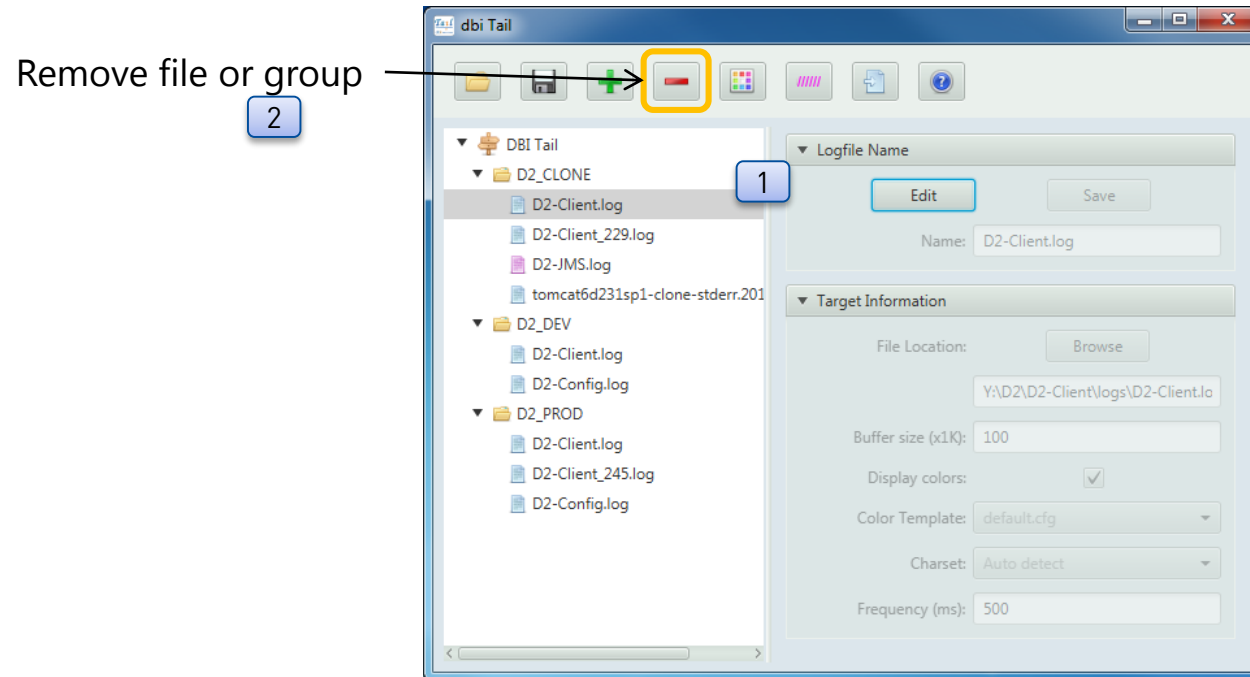 dbi Tail
Remove file or group
2
DBI Tail
D2_CLONE
D2-Client.log
D2-Client_229.log
D2-JMS.log
tomcat6d231sp1-clone-stderr.201
D2_DEV
D2-Client.log
D2-Config.log
D2_PROD
D2-Client.log
D2-Client_245.log
D2-Config.log
1
Logfile Name
Edit Save
Name: D2-Client.log
Target Information
File Location: Browse
Y:\D2\D2-Client\logs\D2-Client.lo
Buffer size (x1K): 100
Display colors:
Color Template: default.cfg
Charset: Auto detect
Frequency (ms): 500